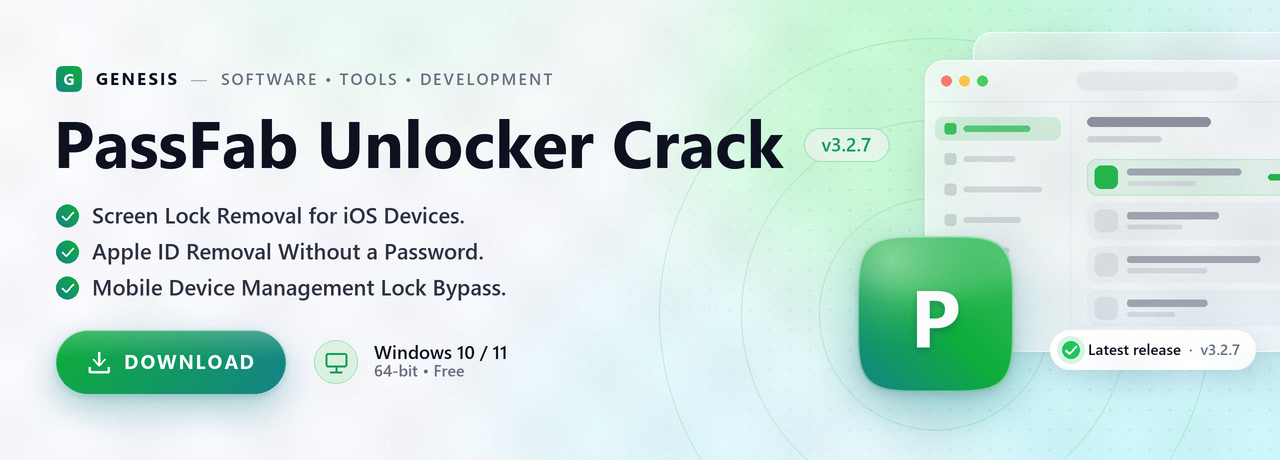 G GENESIS — SOFTWARE • TOOLS • DEVELOPMENT
PassFab Unlocker Crack v3.2.7
Screen Lock Removal for iOS Devices.
Apple ID Removal Without a Password.
Mobile Device Management Lock Bypass.
DOWNLOAD
Windows 10 / 11
64-bit • Free
P
Latest release · v3.2.7